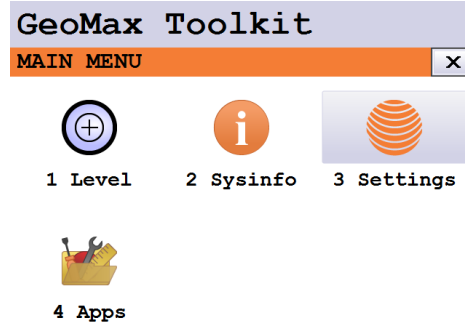 GeoMax Toolkit
MAIN MENU X
1 Level 2 Sysinfo 3 Settings
4 Apps